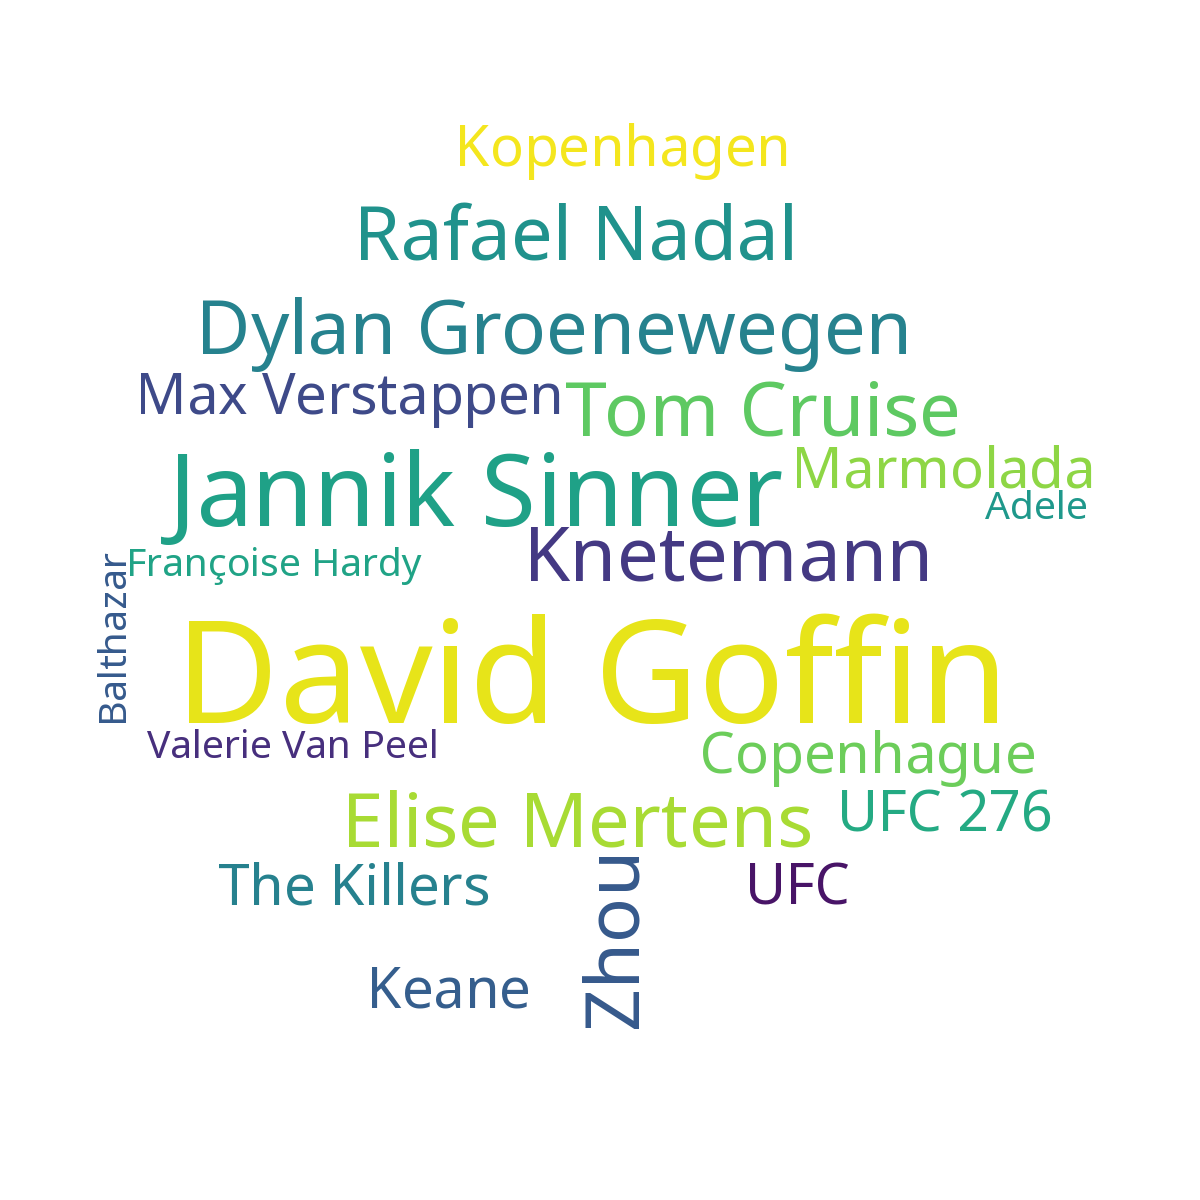 Kopenhagen
Rafael Nadal
Dylan Groenewegen
Max Verstappen
Tom Cruise
Jannik Sinner
Marmolada
Adele
Knetemann
Françoise Hardy
Balthazar
David Goffin
Valerie Van Peel
Copenhague
Elise Mertens
UFC 276
The Killers
Zhou
UFC
Keane